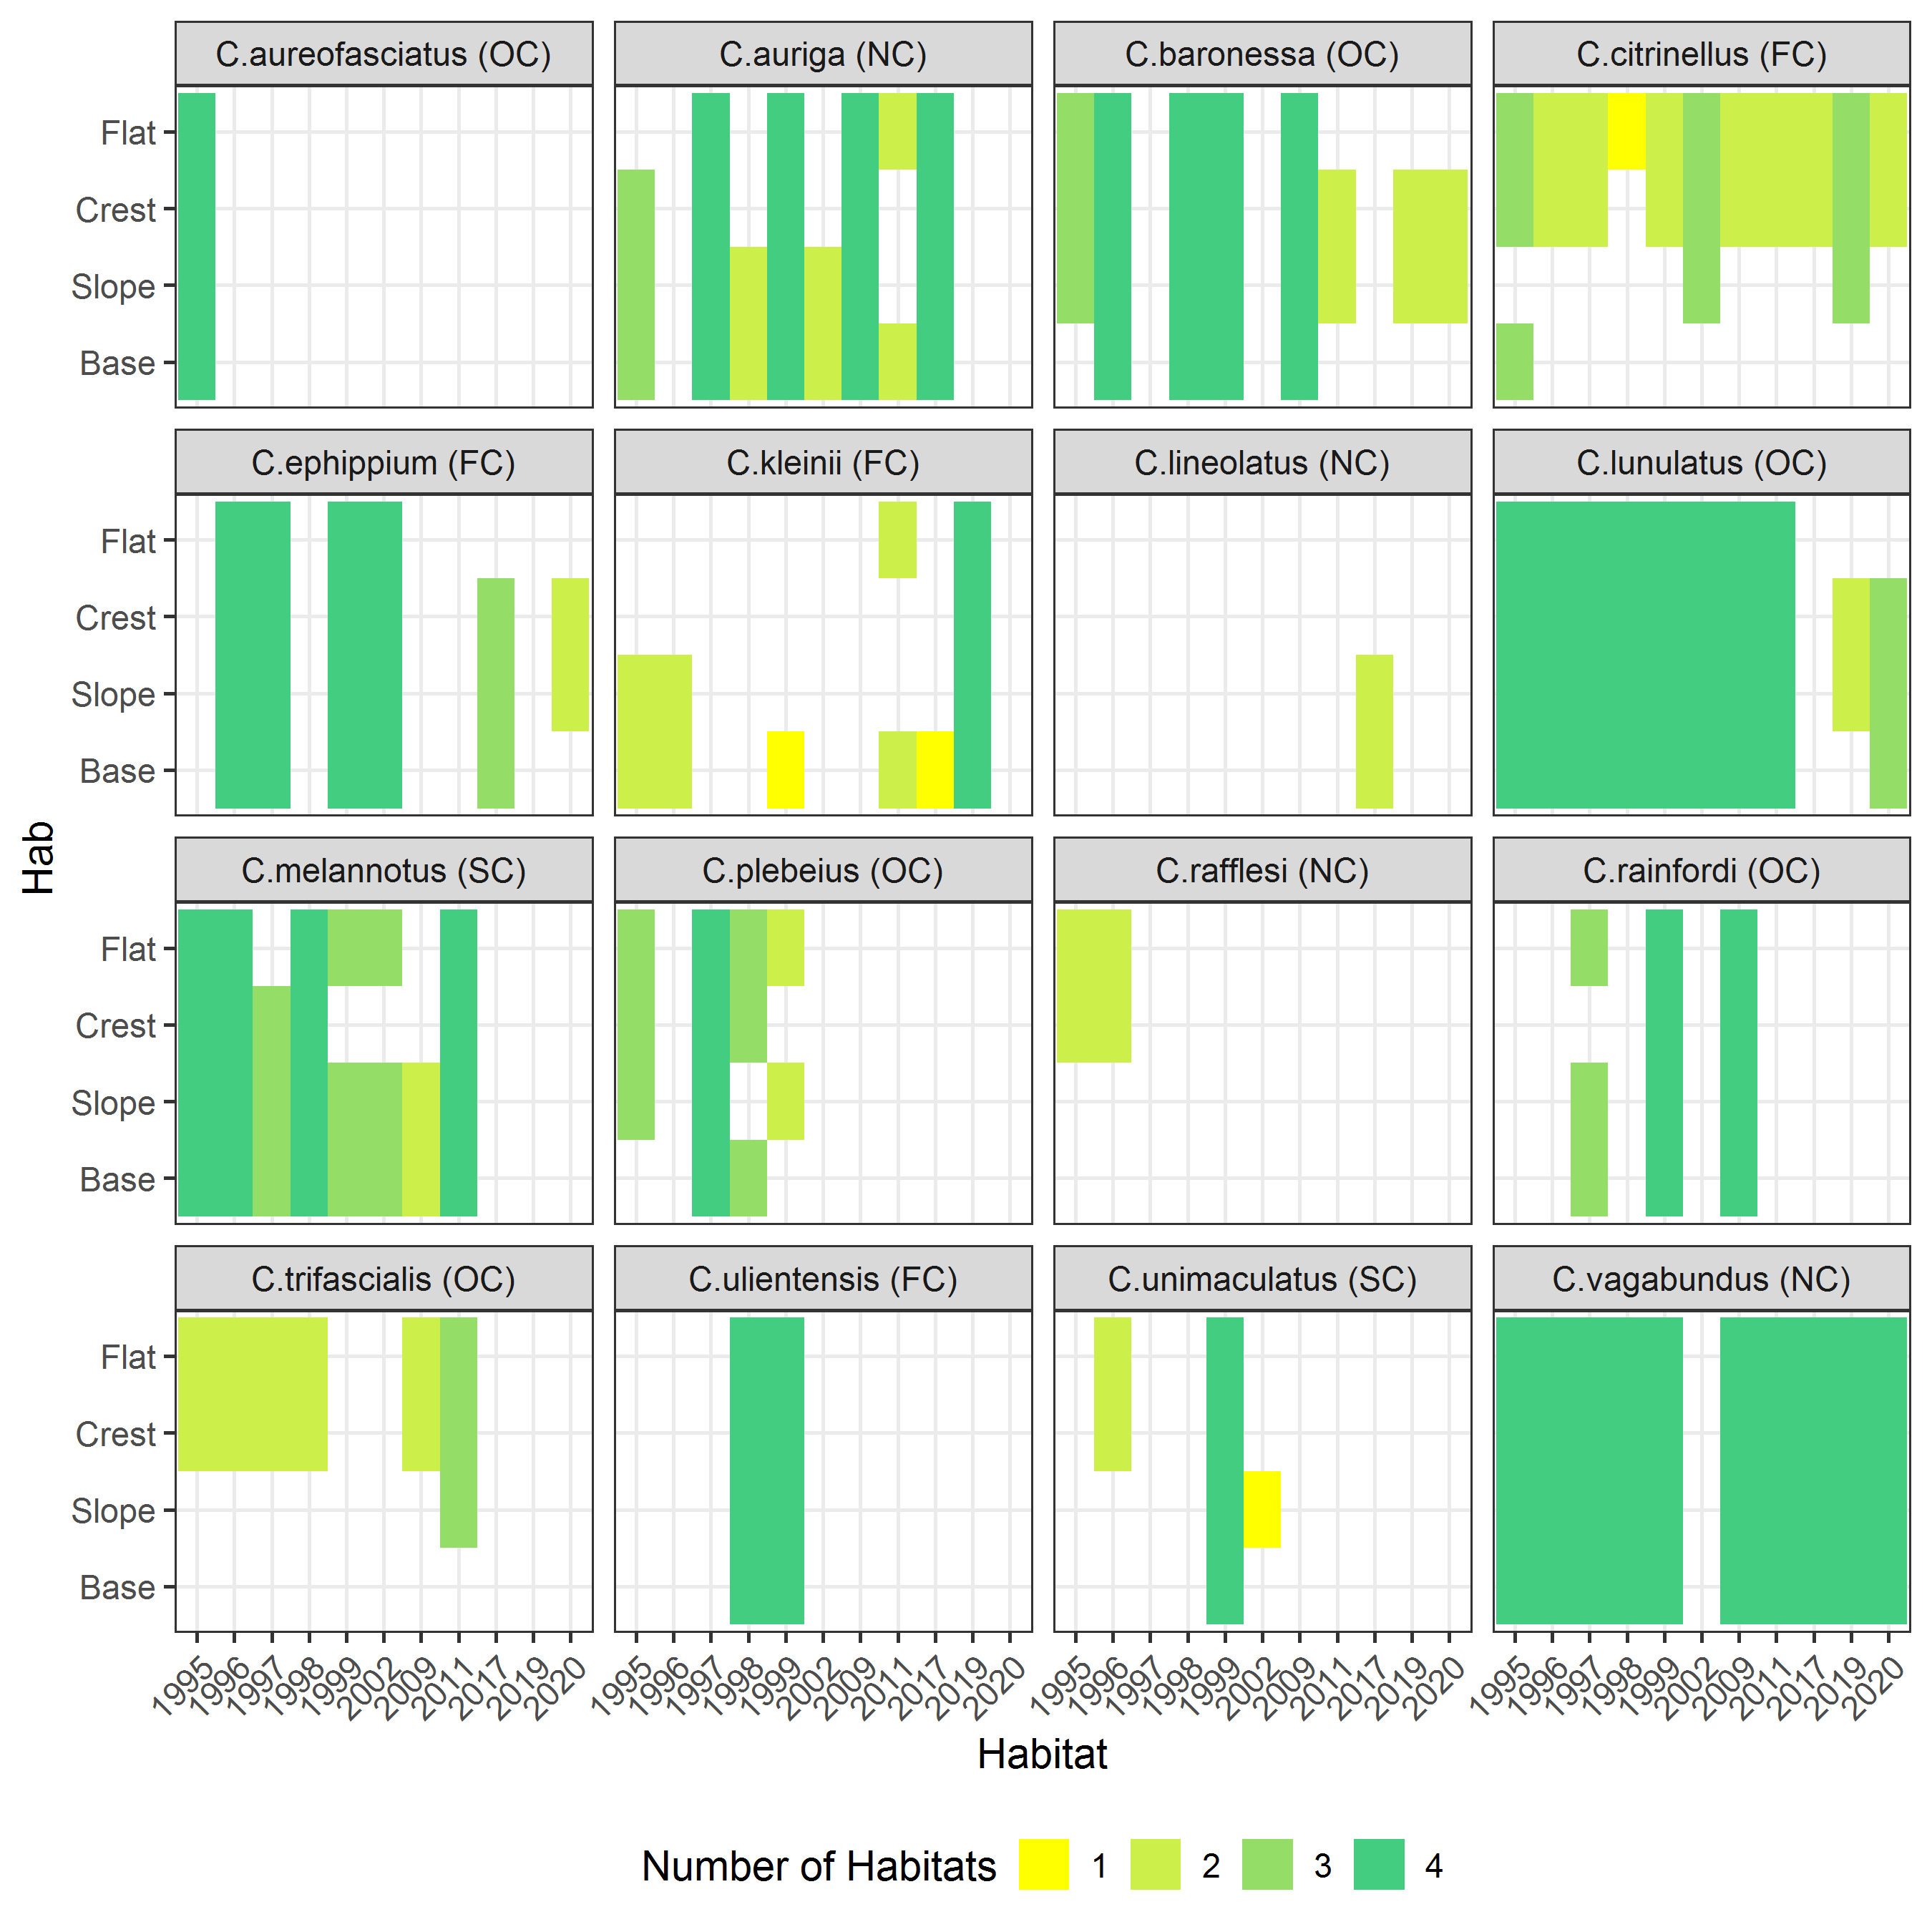 C.aureofasciatus (OC) C.auriga (NC) C.baronessa (OC) C.citrinellus (FC)
Flat
Crest
Slope
Base
C.ephippium (FC) C.kleinii (FC) C.lineolatus (NC) C.lunulatus (OC)
Flat
Crest
Slope
Base
Hab
C.melannotus (SC) C.plebeius (OC) C.rafflesi (NC) C.rainfordi (OC)
Flat
Crest
Slope
Base
C.trifascialis (OC) C.ulientensis (FC) C.unimaculatus (SC) C.vagabundus (NC)
Flat
Crest
Slope
Base
1995 1996 1997 1998 1999 2002 2009 2011 2017 2019 2020 1995 1996 1997 1998 1999 2002 2009 2011 2017 2019 2020 1995 1996 1997 1998 1999 2002 2009 2011 2017 2019 2020 1995 1996 1997 1998 1999 2002 2009 2011 2017 2019 2020
Habitat
Number of Habitats 1 2 3 4